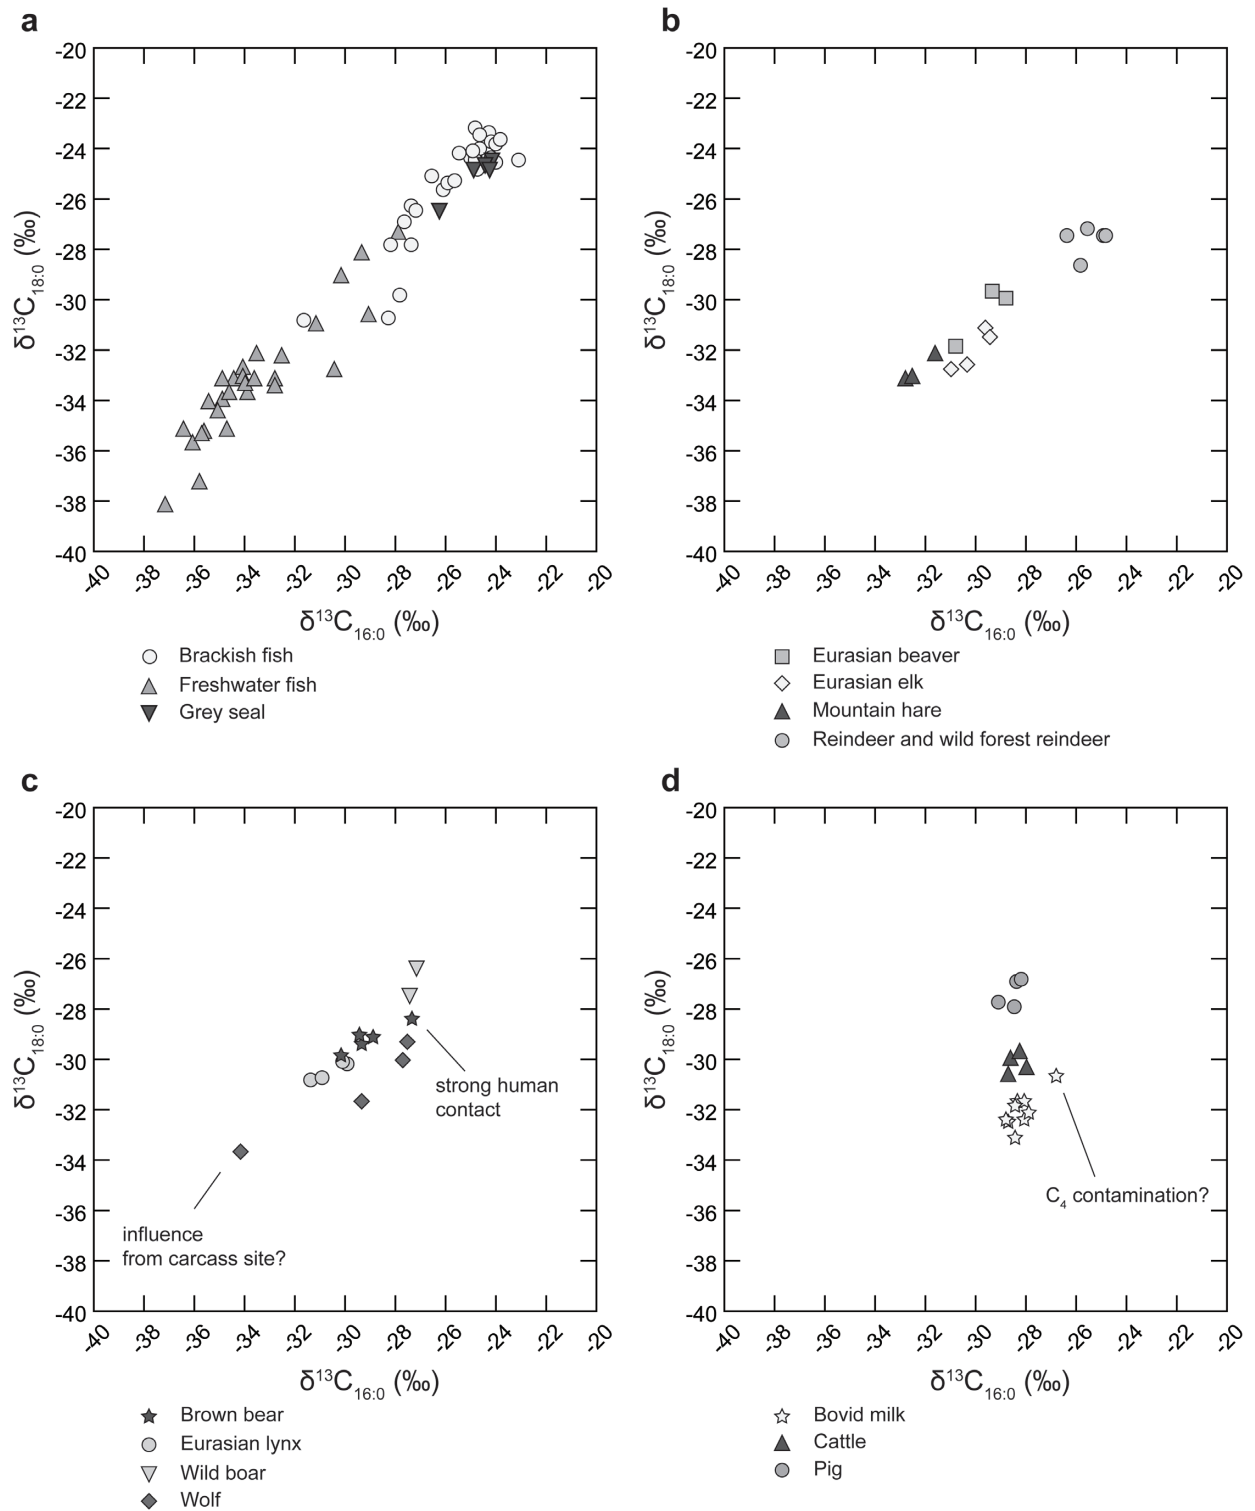 a
-20
-22
-24
-26
-28
-30
-32
-34
-36
-38
-40
δ¹³C₁₈:₀ (‰)
-40 -38 -36 -34 -32 -30 -28 -26 -24 -22 -20
δ¹³C₁₆:₀ (‰)
Brackish fish
Freshwater fish
Grey seal
b
-20
-22
-24
-26
-28
-30
-32
-34
-36
-38
-40
δ¹³C₁₈:₀ (‰)
-40 -38 -36 -34 -32 -30 -28 -26 -24 -22 -20
δ¹³C₁₆:₀ (‰)
Eurasian beaver
Eurasian elk
Mountain hare
Reindeer and wild forest reindeer
c
-20
-22
-24
-26
-28
-30
-32
-34
-36
-38
-40
δ¹³C₁₈:₀ (‰)
strong human
contact
influence
from carcass site?
-40 -38 -36 -34 -32 -30 -28 -26 -24 -22 -20
δ¹³C₁₆:₀ (‰)
Brown bear
Eurasian lynx
Wild boar
Wolf
d
-20
-22
-24
-26
-28
-30
-32
-34
-36
-38
-40
δ¹³C₁₈:₀ (‰)
C₄ contamination?
-40 -38 -36 -34 -32 -30 -28 -26 -24 -22 -20
δ¹³C₁₆:₀ (‰)
Bovid milk
Cattle
Pig